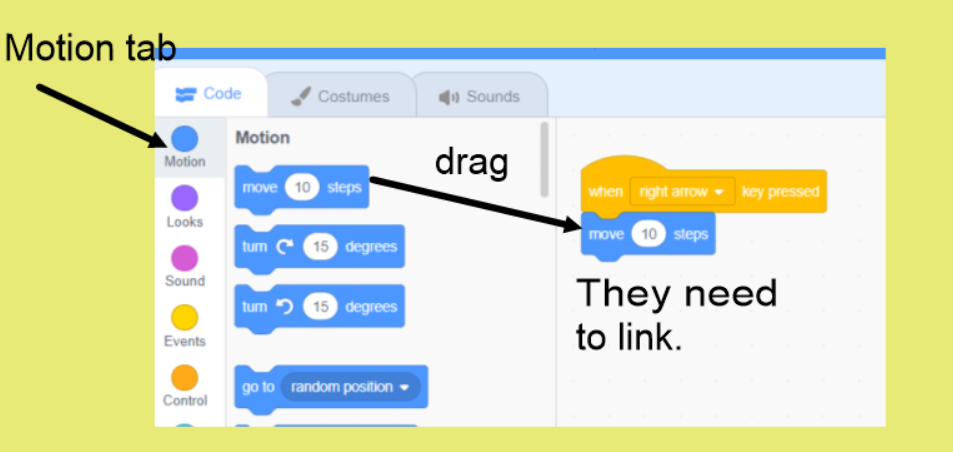 Motion tab
Code
Costumes
Sounds
Motion
Motion
move 10 steps
drag
when right arrow key pressed
Looks
turn 15 degrees
move 10 steps
Sound
They need
to link.
turn 15 degrees
Events
go to random position
Control